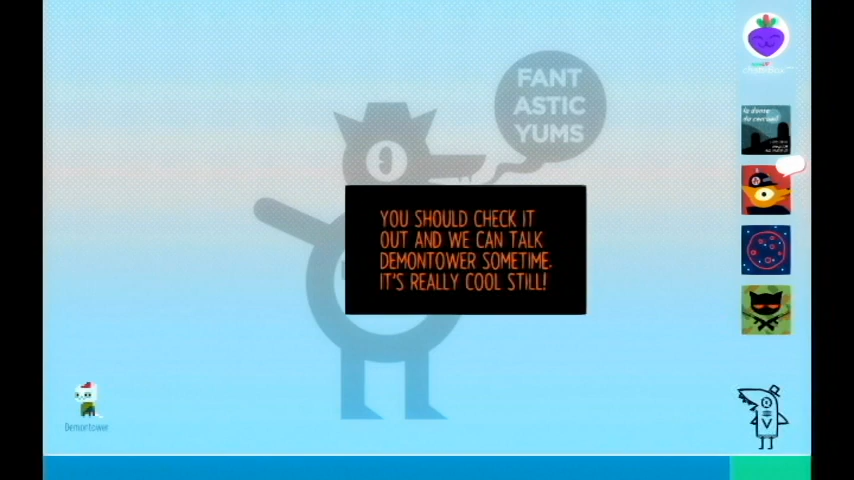 FANT
ASTIC
YUMS
YOU SHOULD CHECK IT
OUT AND WE CAN TALK
DEMONTOWER SOMETIME.
IT'S REALLY COOL STILL!
Demontower